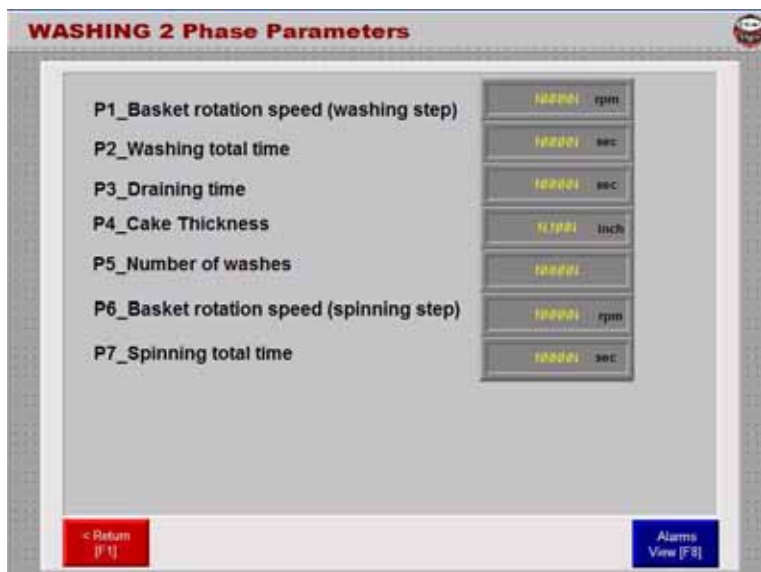 WASHING 2 Phase Parameters
P1_Basket rotation speed (washing step) rpm
P2_Washing total time sec
P3_Draining time sec
P4_Cake Thickness inch
P5_Number of washes
P6_Basket rotation speed (spinning step) rpm
P7_Spinning total time sec
< Return
[F1]
Alarms
View [F8]